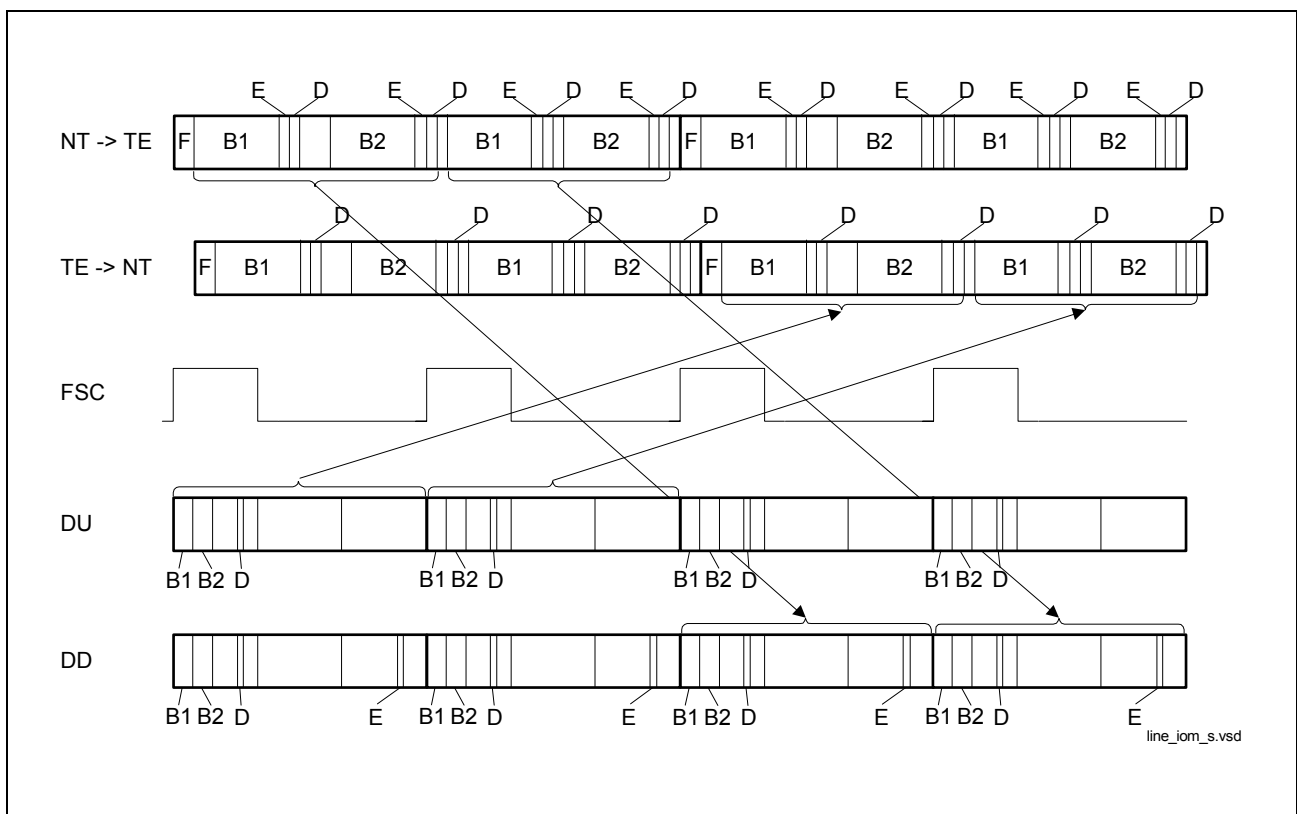 E D E D E D E D E D E D E D E D
NT -> TE F B1 B2 B1 B2 F B1 B2 B1 B2
D D D D D D D D
TE -> NT F B1 B2 B1 B2 F B1 B2 B1 B2
FSC
DU
B1 B2 D B1 B2 D B1 B2 D B1 B2 D
DD
B1 B2 D E B1 B2 D E B1 B2 D E B1 B2 D E
line_iom_s.vsd